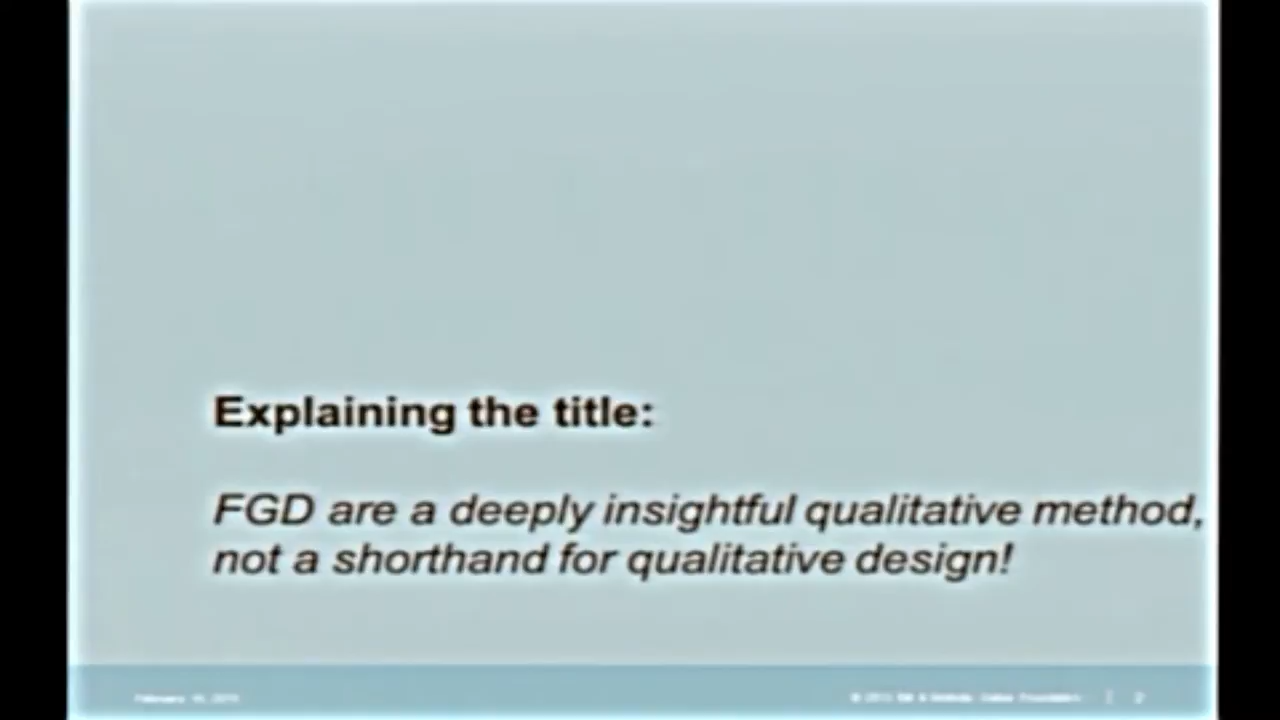 Explaining the title:
FGD are a deeply insightful qualitative method,
not a shorthand for qualitative design!